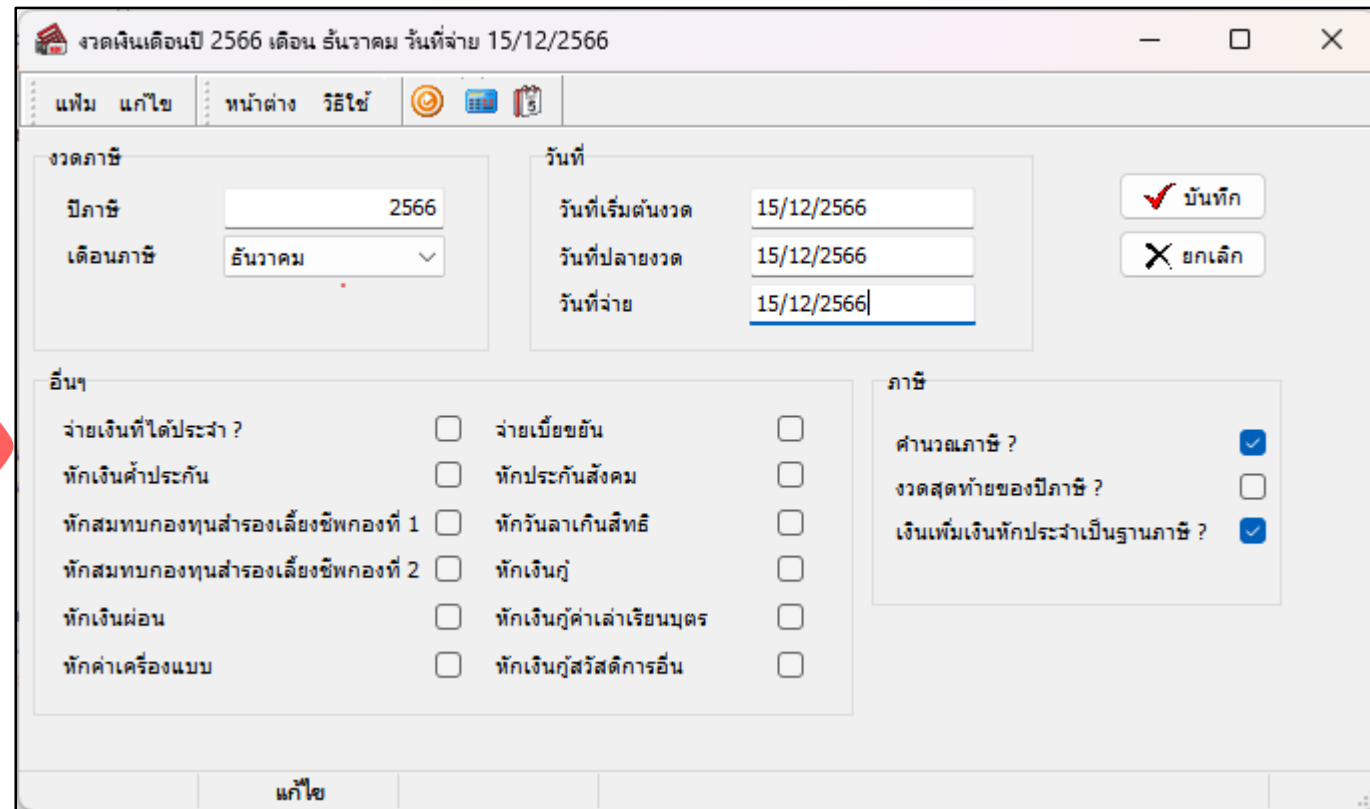 งวดเงินเดือนปี 2566 เดือน ธันวาคม วันที่จ่าย 15/12/2566
แฟ้ม แก้ไข หน้าต่าง วิธีใช้
งวดภาษี
ปีภาษี 2566
เดือนภาษี ธันวาคม
วันที่
วันที่เริ่มต้นงวด 15/12/2566
วันที่ปลายงวด 15/12/2566
วันที่จ่าย 15/12/2566
บันทึก
ยกเลิก
อื่นๆ
จ่ายเงินที่ได้ประจำ ? จ่ายเบี้ยขยัน
หักเงินค้ำประกัน หักประกันสังคม
หักสมทบกองทุนสำรองเลี้ยงชีพกองที่ 1 หักวันลาเกินสิทธิ
หักสมทบกองทุนสำรองเลี้ยงชีพกองที่ 2 หักเงินกู้
หักเงินผ่อน หักเงินกู้ค่าเล่าเรียนบุตร
หักค่าเครื่องแบบ หักเงินกู้สวัสดิการอื่น
ภาษี
คำนวณภาษี ?
งวดสุดท้ายของปีภาษี ?
เงินเพิ่มเงินหักประจำเป็นฐานภาษี ?
แก้ไข